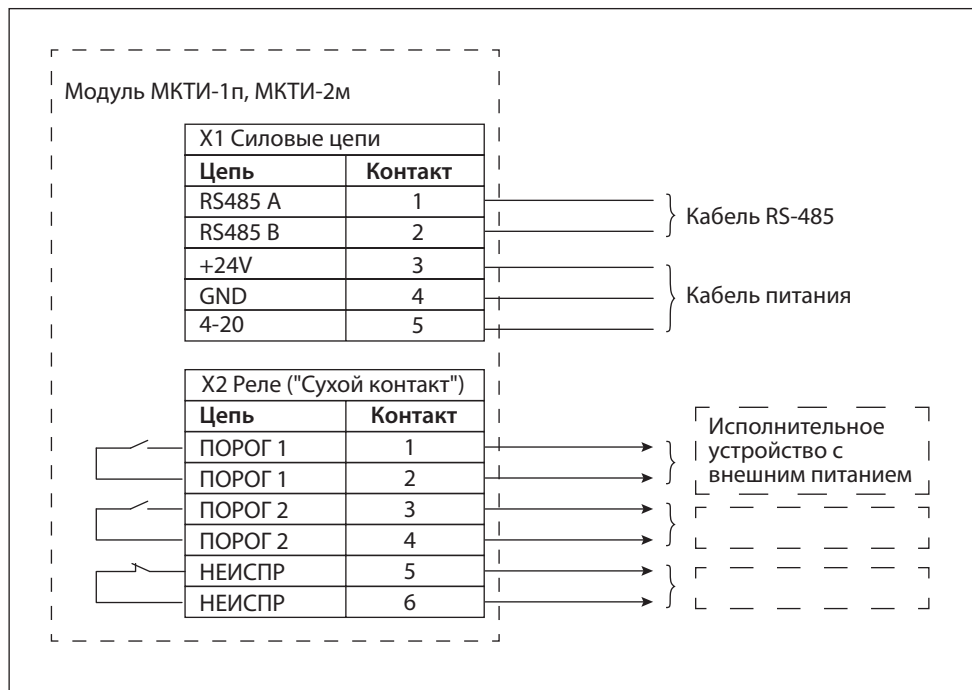 Модуль МКТИ-1п, МКТИ-2м
X1 Силовые цепи
Цепь Контакт
RS485 A 1
RS485 B 2
+24V 3
GND 4
4-20 5
Кабель RS-485
Кабель питания
X2 Реле ("Сухой контакт")
Цепь Контакт
ПОРОГ 1 1
ПОРОГ 1 2
ПОРОГ 2 3
ПОРОГ 2 4
НЕИСПР 5
НЕИСПР 6
Исполнительное
устройство с
внешним питанием